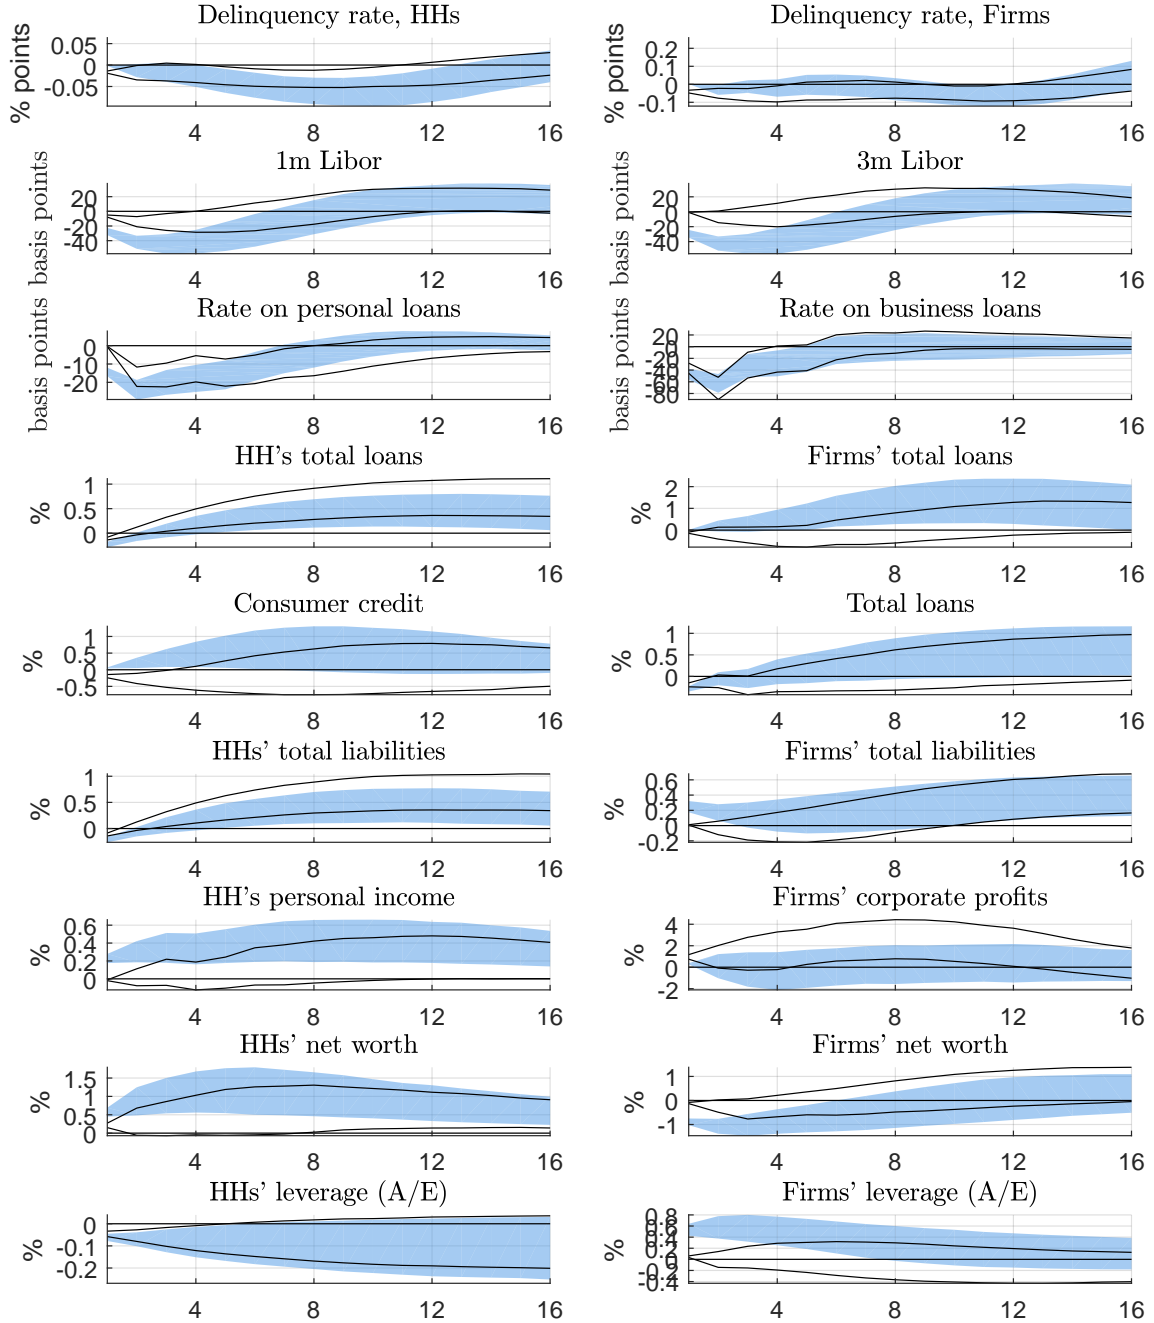 Delinquency rate, HHs
% points
0.05
0
-0.05
4 8 12 16
Delinquency rate, Firms
% points
0.2
0.1
0
-0.1
4 8 12 16
1m Libor
basis points
20
0
-20
-40
4 8 12 16
3m Libor
basis points
20
0
-20
-40
4 8 12 16
Rate on personal loans
basis points
0
-10
-20
4 8 12 16
Rate on business loans
basis points
20
0
-20
-40
-60
-80
4 8 12 16
HH's total loans
%
1
0.5
0
4 8 12 16
Firms' total loans
%
2
1
0
4 8 12 16
Consumer credit
%
1
0.5
0
-0.5
4 8 12 16
Total loans
%
1
0.5
0
4 8 12 16
HHs' total liabilities
%
1
0.5
0
4 8 12 16
Firms' total liabilities
%
0.6
0.4
0.2
0
-0.2
4 8 12 16
HH's personal income
%
0.6
0.4
0.2
0
4 8 12 16
Firms' corporate profits
%
4
2
0
-2
4 8 12 16
HHs' net worth
%
1.5
1
0.5
0
4 8 12 16
Firms' net worth
%
1
0
-1
4 8 12 16
HHs' leverage (A/E)
%
0
-0.1
-0.2
4 8 12 16
Firms' leverage (A/E)
%
0.8
0.6
0.4
0.2
0
-0.2
-0.4
4 8 12 16